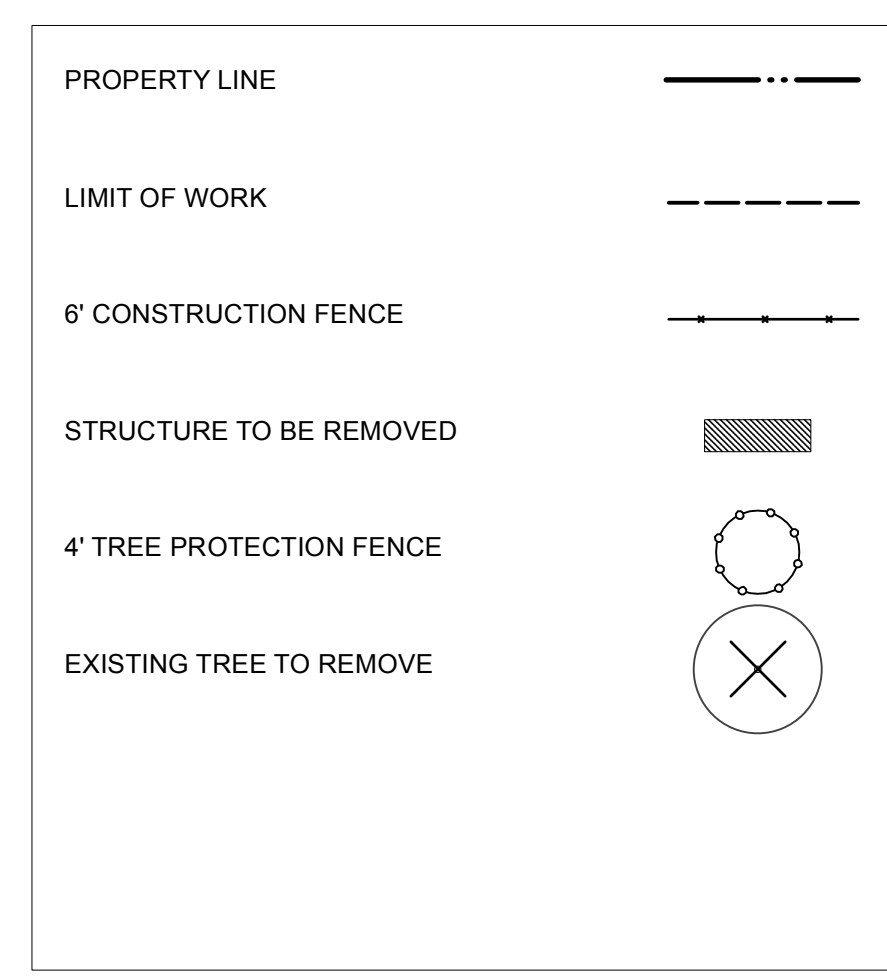 PROPERTY LINE
LIMIT OF WORK
6' CONSTRUCTION FENCE
STRUCTURE TO BE REMOVED
4' TREE PROTECTION FENCE
EXISTING TREE TO REMOVE